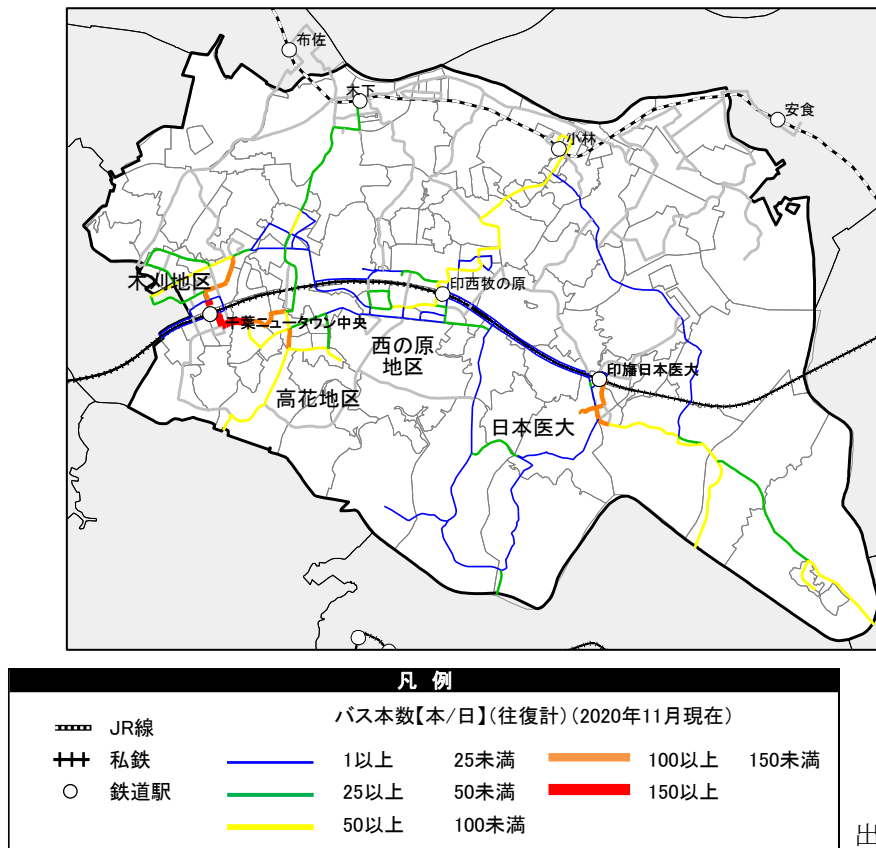 布佐
木下
安食
小林
木刈地区
印西牧の原
千葉ニュータウン中央
西の原
地区
印旛日本医大
高花地区
日本医大
凡 例
バス本数【本/日】(往復計)(2020年11月現在)
JR線
私鉄 1以上 25未満 100以上 150未満
鉄道駅 25以上 50未満 150以上
50以上 100未満
出